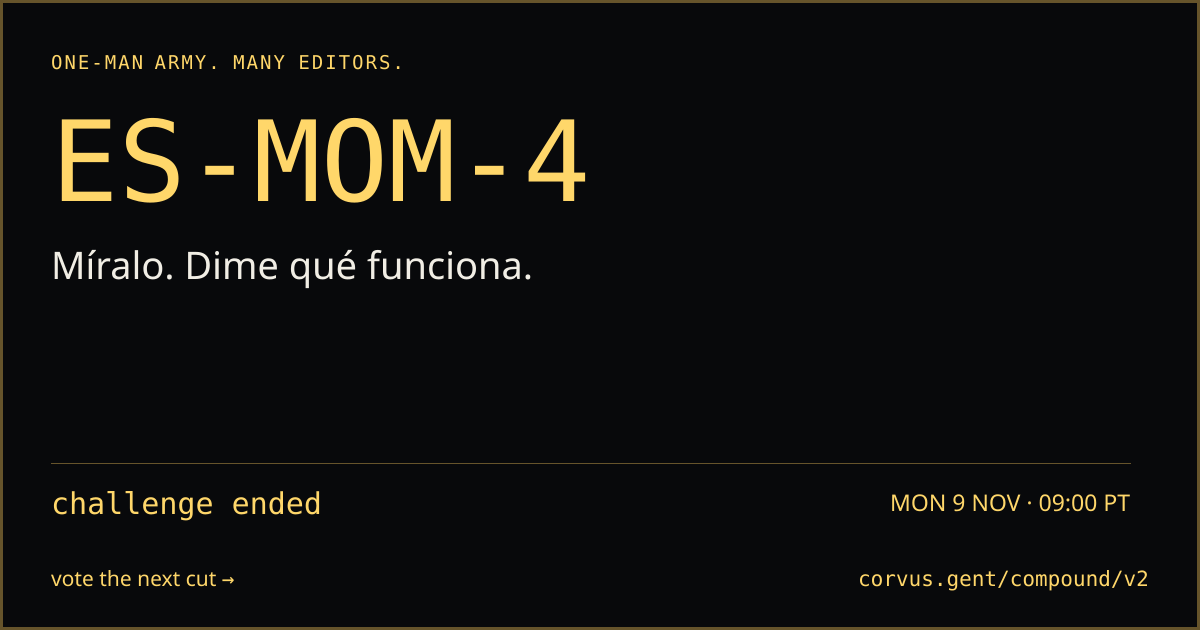 ONE-MAN ARMY. MANY EDITORS.
ES-MOM-4
Míralo. Dime qué funciona.
challenge ended
MON 9 NOV · 09:00 PT
vote the next cut →
corvus.gent/compound/v2